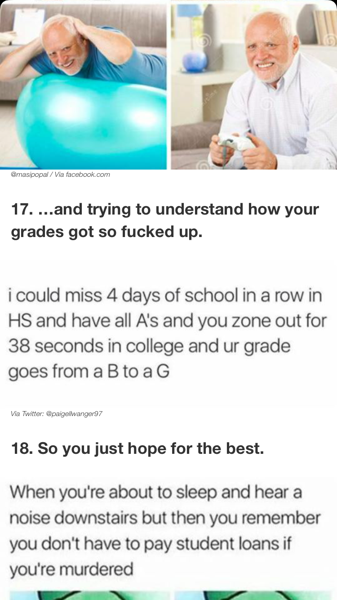 @masipopal / Via facebook.com
17. ...and trying to understand how your
grades got so fucked up.
i could miss 4 days of school in a row in
HS and have all A's and you zone out for
38 seconds in college and ur grade
goes from a B to a G
Via Twitter: @paigellwanger97
18. So you just hope for the best.
When you're about to sleep and hear a
noise downstairs but then you remember
you don't have to pay student loans if
you're murdered